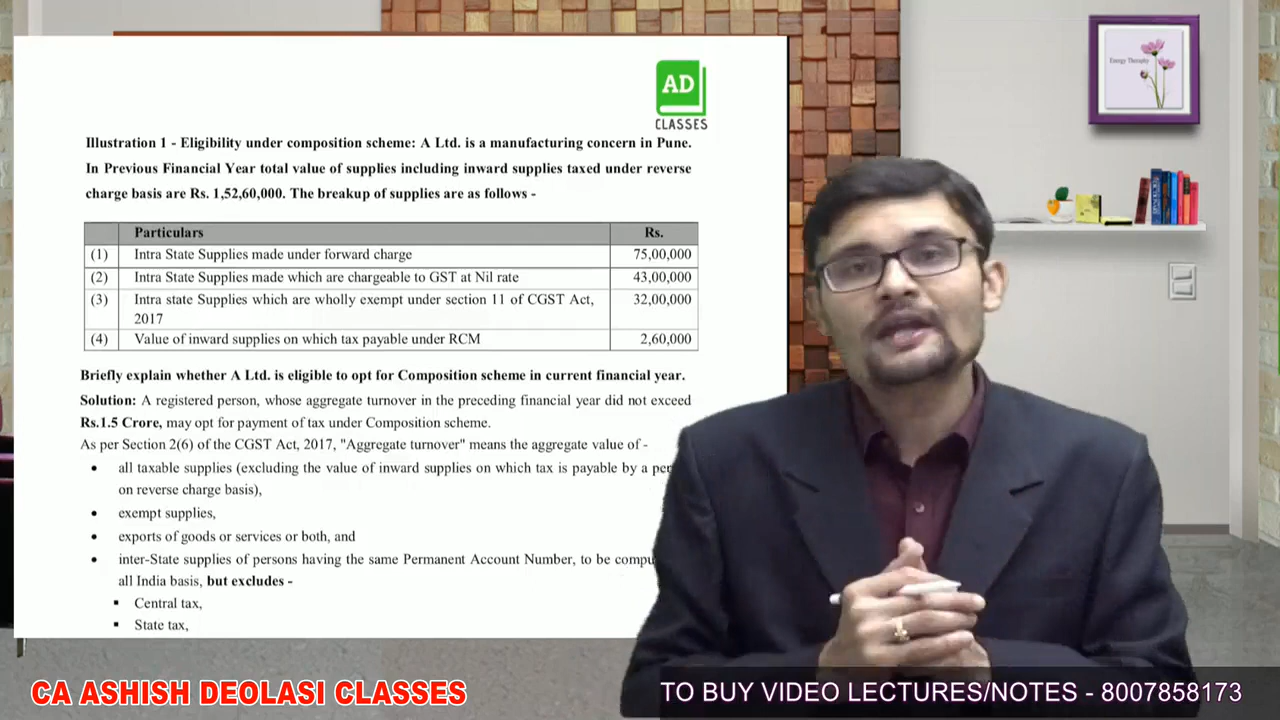 AD
CLASSES
Energy Theraphy
Illustration 1 - Eligibility under composition scheme: A Ltd. is a manufacturing concern in Pune.
In Previous Financial Year total value of supplies including inward supplies taxed under reverse
charge basis are Rs. 1,52,60,000. The breakup of supplies are as follows -
Particulars Rs.
(1) Intra State Supplies made under forward charge 75,00,000
(2) Intra State Supplies made which are chargeable to GST at Nil rate 43,00,000
(3) Intra state Supplies which are wholly exempt under section 11 of CGST Act, 32,00,000
2017
(4) Value of inward supplies on which tax payable under RCM 2,60,000
Briefly explain whether A Ltd. is eligible to opt for Composition scheme in current financial year.
Solution: A registered person, whose aggregate turnover in the preceding financial year did not exceed
Rs.1.5 Crore, may opt for payment of tax under Composition scheme.
As per Section 2(6) of the CGST Act, 2017, "Aggregate turnover" means the aggregate value of -
• all taxable supplies (excluding the value of inward supplies on which tax is payable by a
on reverse charge basis),
• exempt supplies,
• exports of goods or services or both, and
• inter-State supplies of persons having the same Permanent Account Number, to be
all India basis, but excludes -
▪ Central tax,
▪ State tax,
CA ASHISH DEOLASI CLASSES
TO BUY VIDEO LECTURES/NOTES - 8007858173